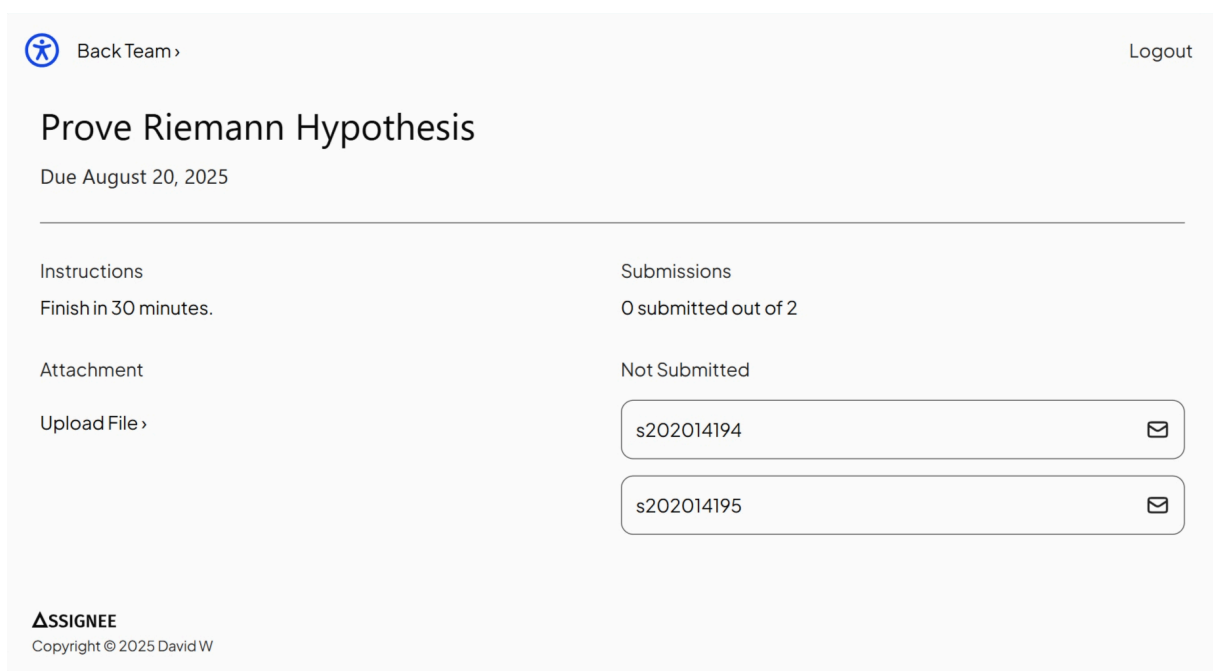 Back Team ›
Logout
Prove Riemann Hypothesis
Due August 20, 2025
Instructions
Finish in 30 minutes.
Attachment
Upload File ›
Submissions
0 submitted out of 2
Not Submitted
s202014194
s202014195
ASSIGNEE
Copyright © 2025 David W